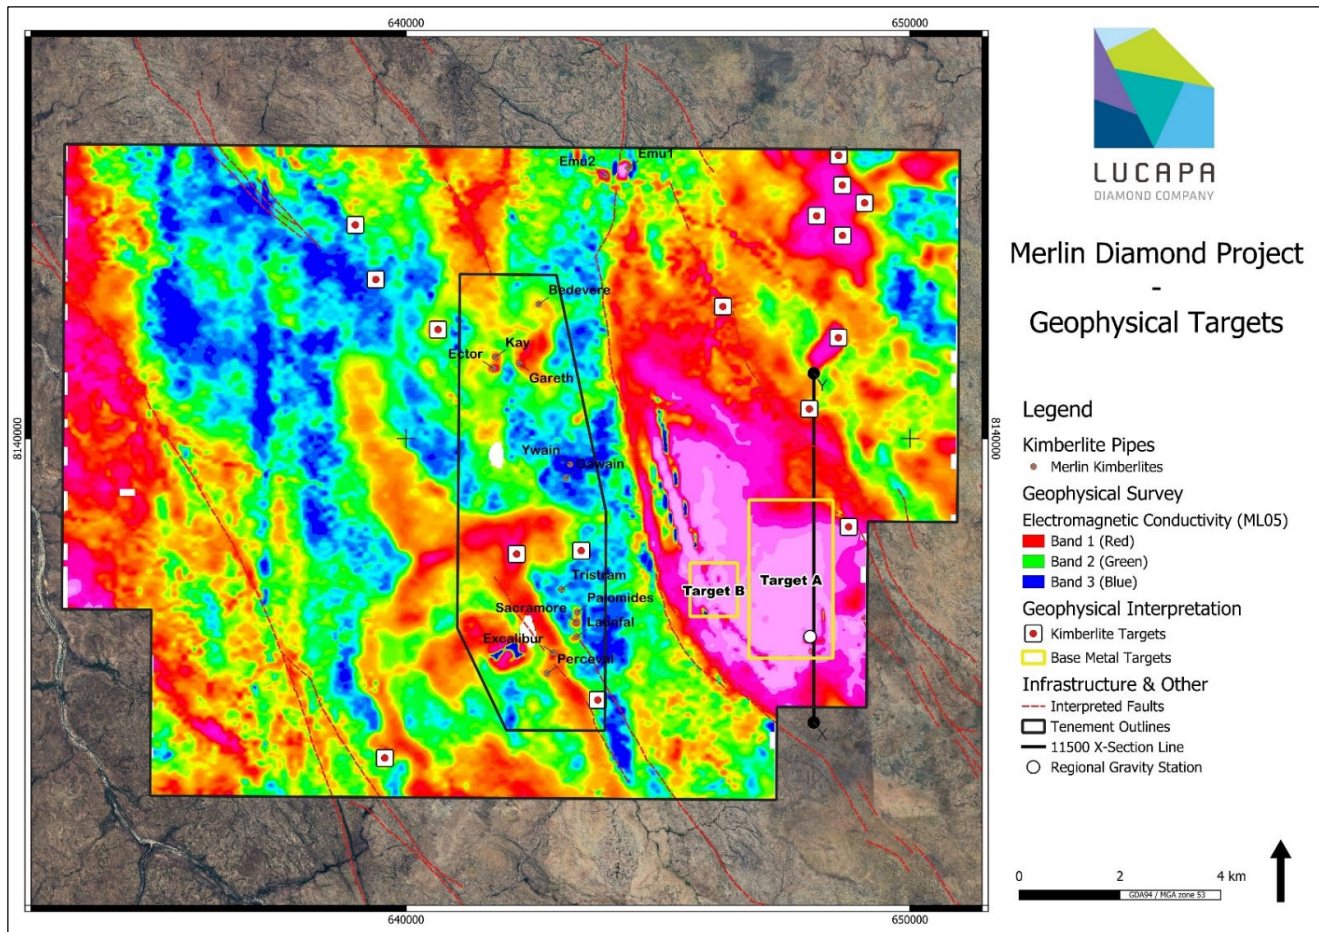 640000
650000
8140000
8140000
Emu2
Emu1
Bedevere
Kay
Ector
Gareth
Y
Ywain
Gawain
Tristram
Palomides
Sacramore
Launfal
Excalibur
Perceval
Target B
Target A
X
640000
650000
LUCAPA
DIAMOND COMPANY
Merlin Diamond Project
-
Geophysical Targets
Legend
Kimberlite Pipes
Merlin Kimberlites
Geophysical Survey
Electromagnetic Conductivity (ML05)
Band 1 (Red)
Band 2 (Green)
Band 3 (Blue)
Geophysical Interpretation
Kimberlite Targets
Base Metal Targets
Infrastructure & Other
Interpreted Faults
Tenement Outlines
11500 X-Section Line
Regional Gravity Station
0 2 4 km
GDA94 / MGA zone 53